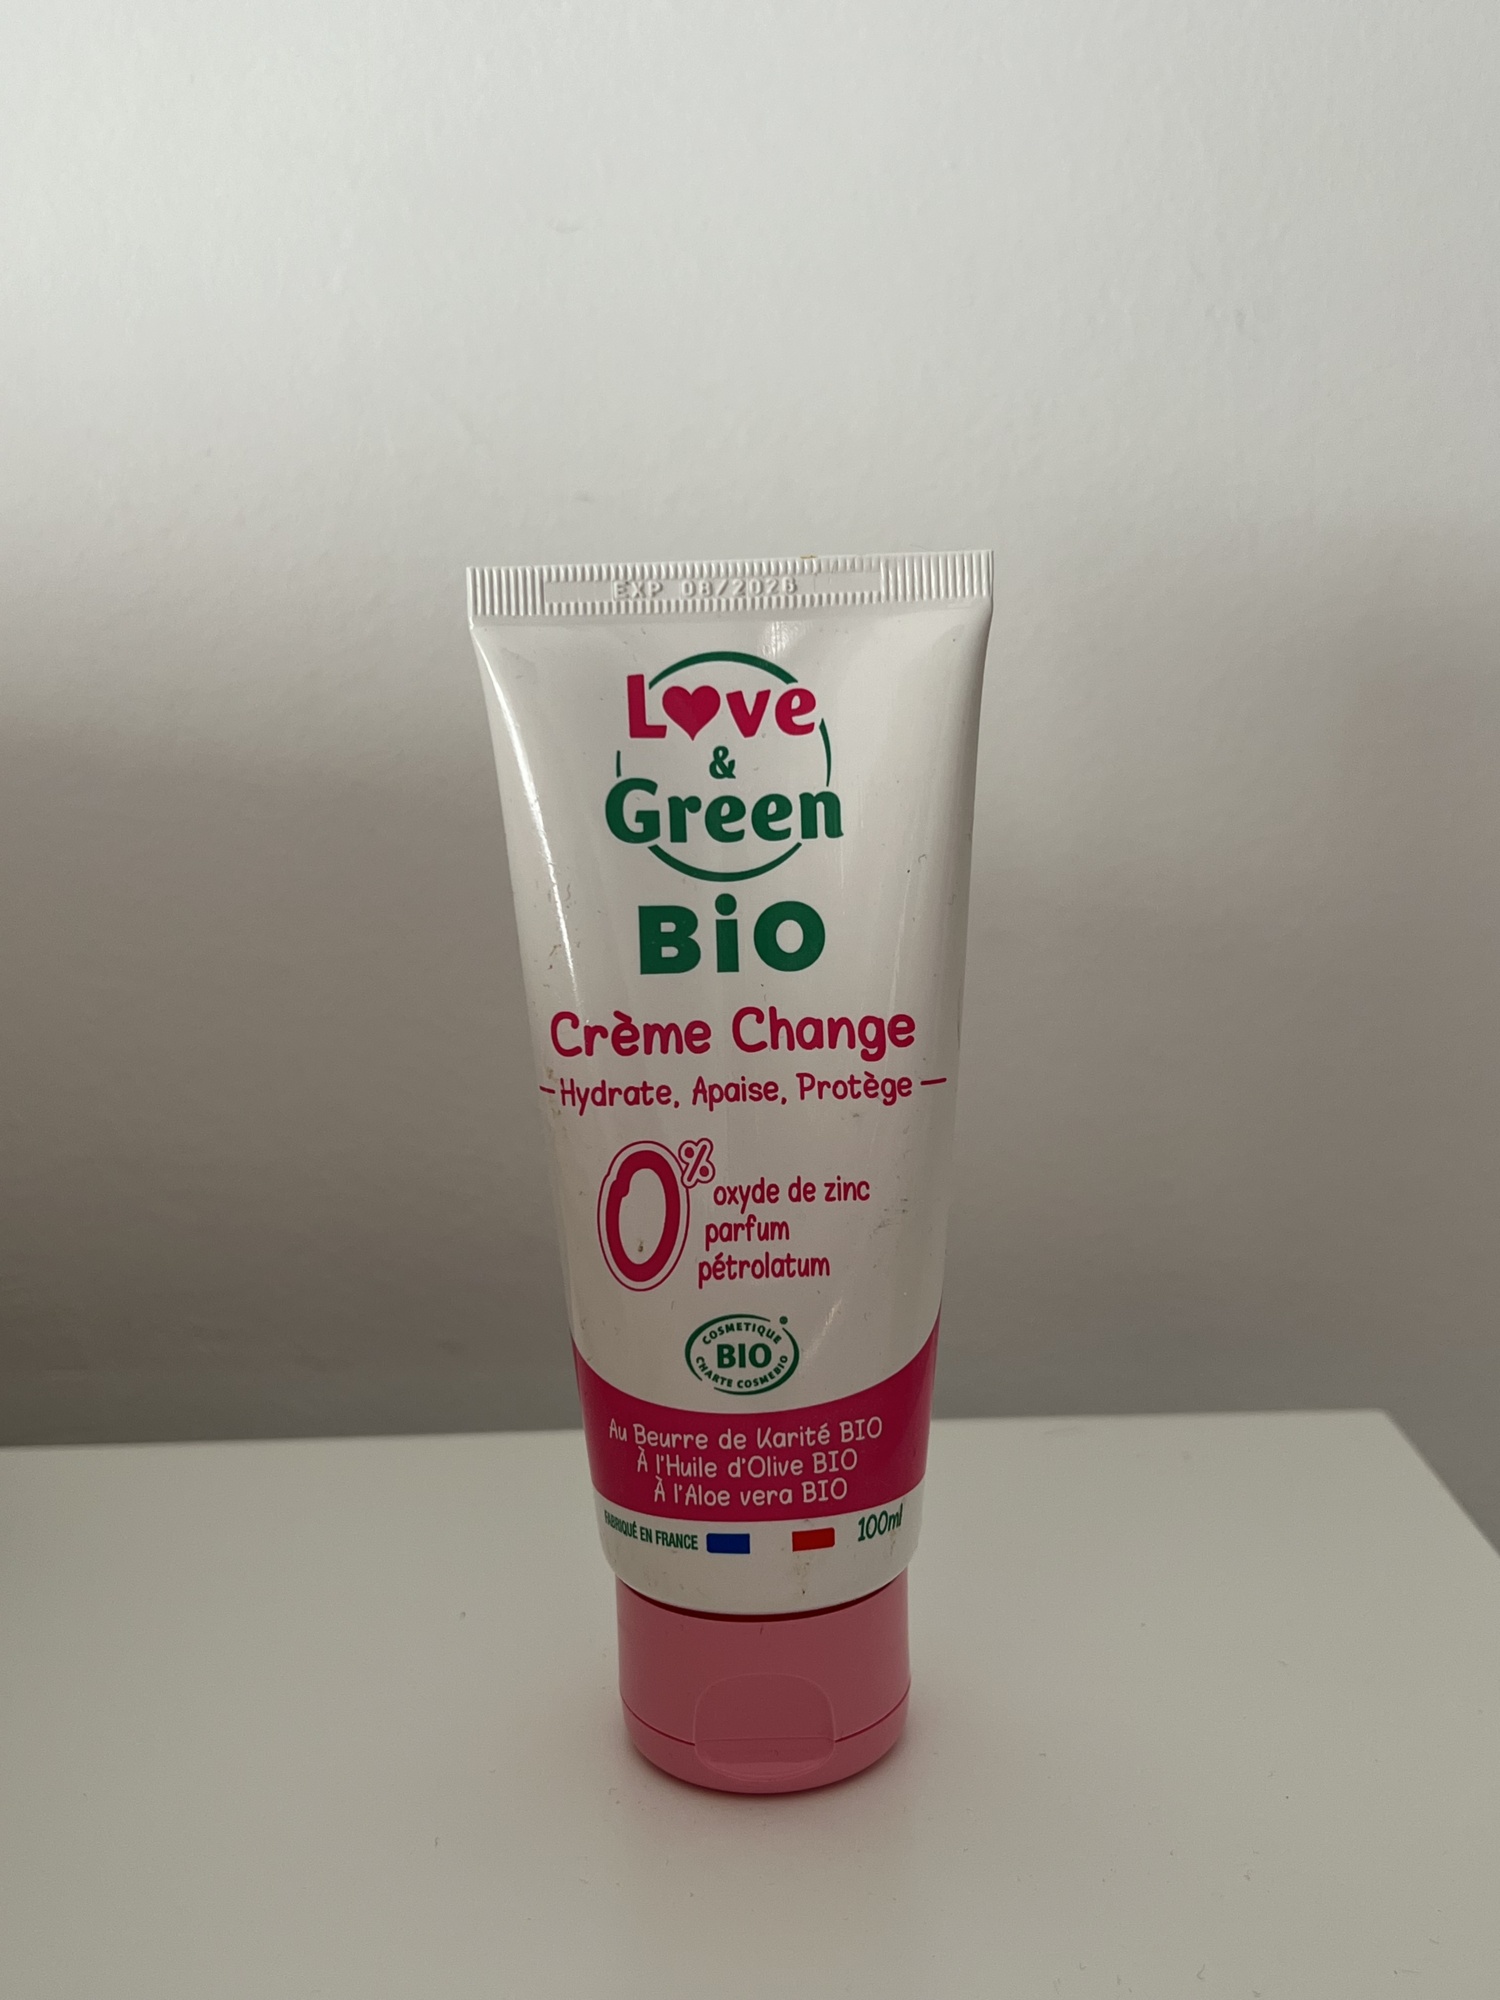 EXP 08/2026
Love
&
Green
BiO
Crème Change
Hydrate, Apaise, Protège
0% oxyde de zinc
parfum
pétrolatum
COSMETIQUE
BIO
CHARTE COSMEBIO
Au Beurre de Karité BIO
À l'Huile d'Olive BIO
À l'Aloe vera BIO
FABRIQUÉ EN FRANCE 100ml